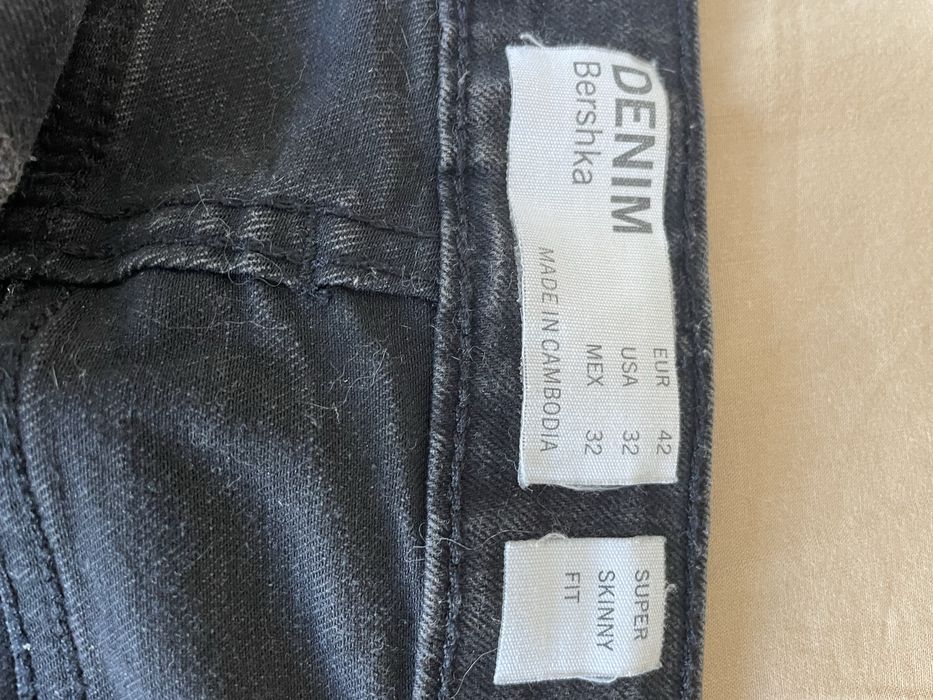 DENIM
Bershka
EUR 42
USA 32
MEX 32
MADE IN CAMBODIA
SUPER
SKINNY
FIT